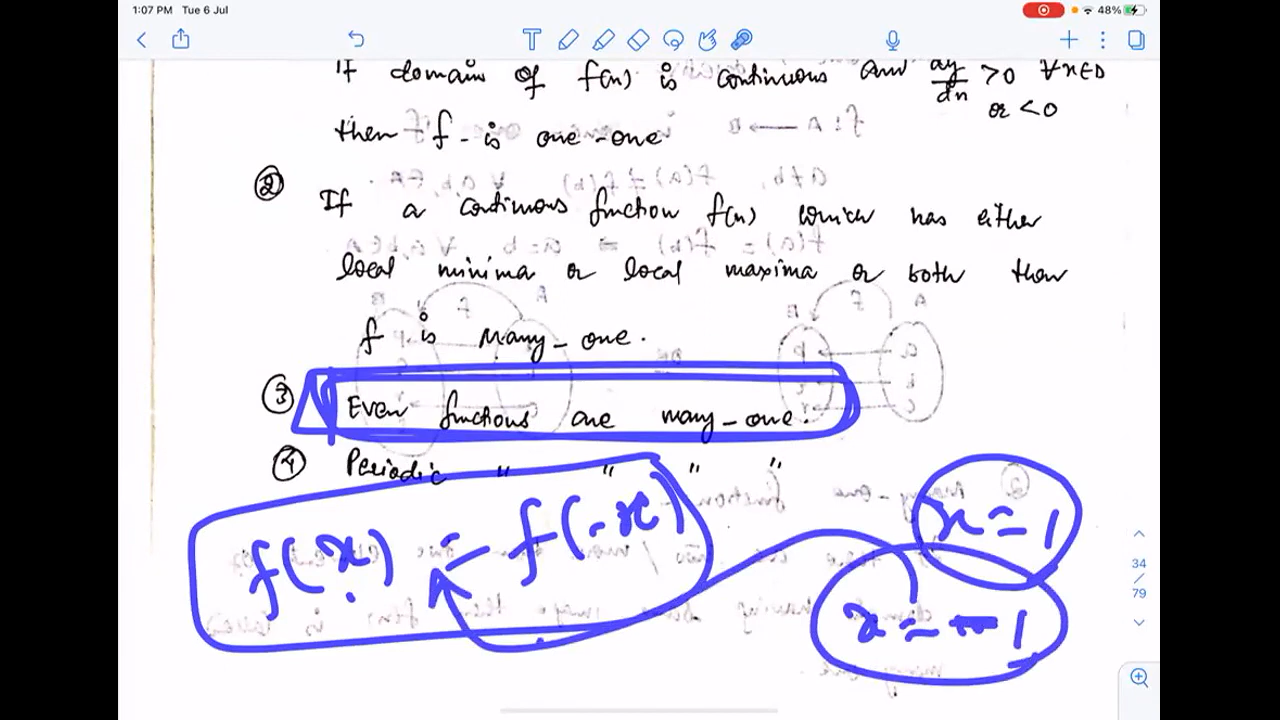 1:07 PM Tue 6 Jul
48%
T
If domain of f(n) is continuous and dy/dn >0 ∀x∈D
or <0
then f is one-one
② If a continous function f(n) which has either
local minima or local maxima or both then
f is Many-one.
③ Even functions are many-one.
④ Periodic " " " "
f(x) = f(-x)
x=1
x=-1
34
/
79